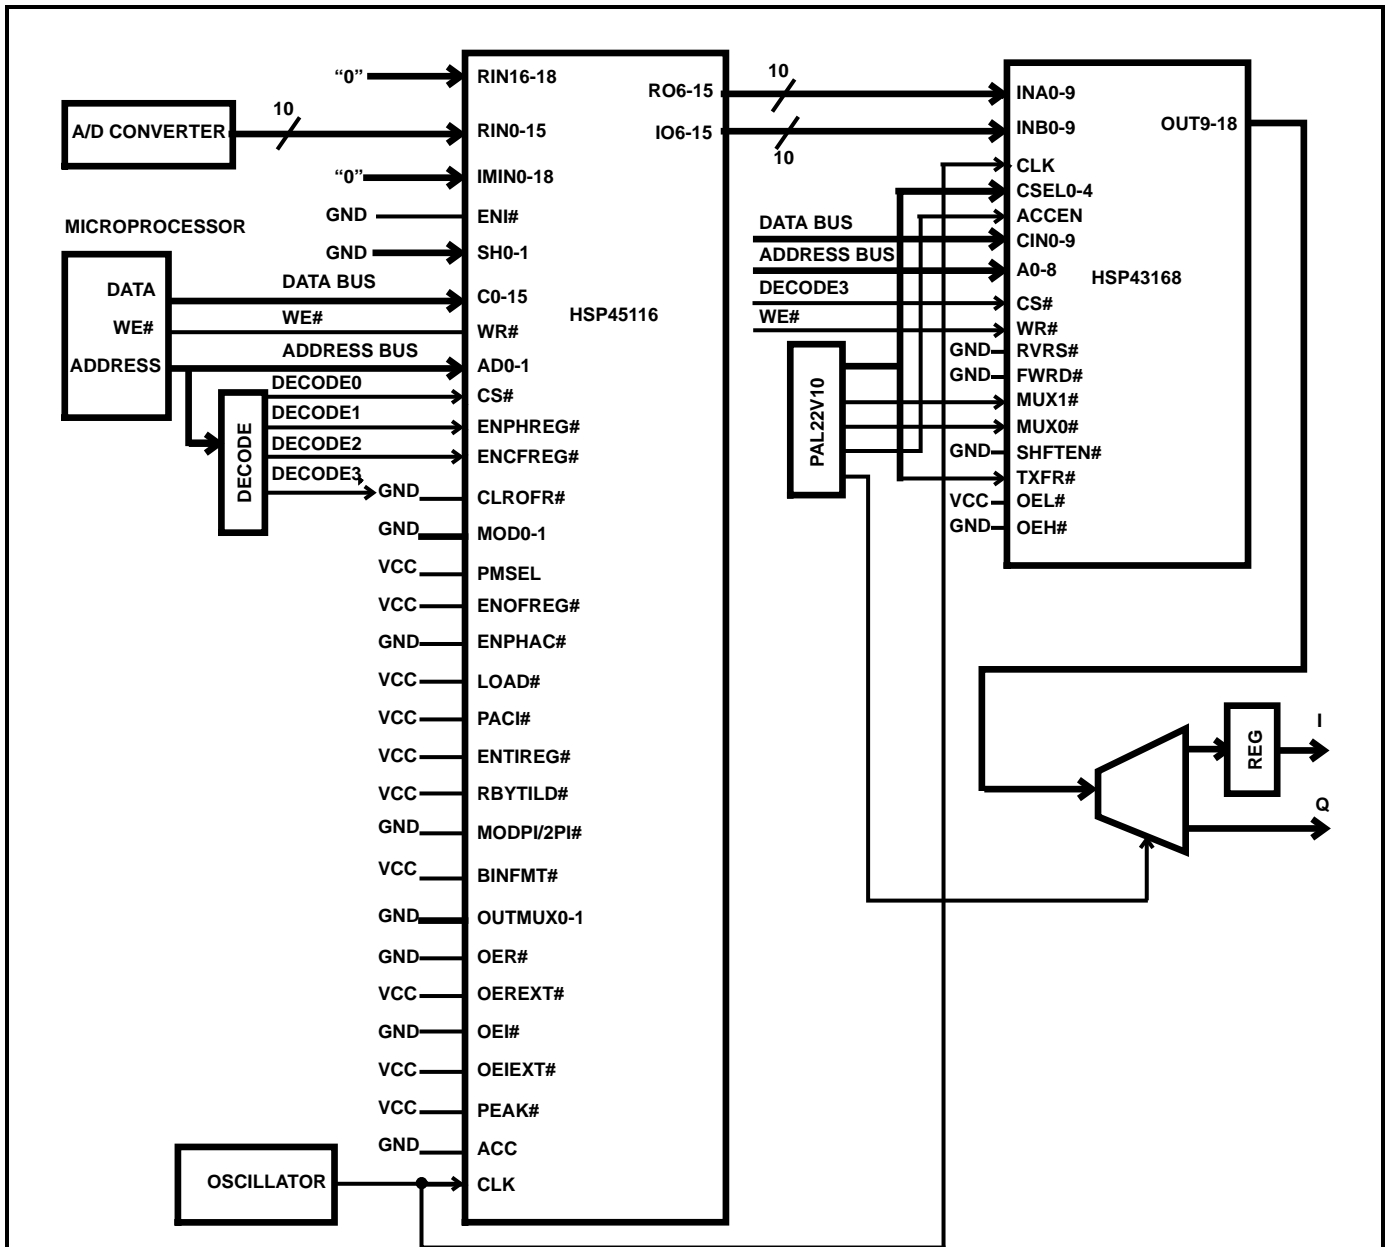 “0”
RIN16-18
A/D CONVERTER
10
RIN0-15
“0”
IMIN0-18
MICROPROCESSOR
GND
ENI#
GND
SH0-1
DATA
DATA BUS
C0-15
WE#
WE#
WR#
ADDRESS
ADDRESS BUS
AD0-1
DECODE
DECODE0
CS#
DECODE1
ENPHREG#
DECODE2
ENCFREG#
DECODE3
GND
CLROFR#
GND
MOD0-1
VCC
PMSEL
VCC
ENOFREG#
GND
ENPHAC#
VCC
LOAD#
VCC
PACI#
VCC
ENTIREG#
VCC
RBYTILD#
GND
MODPI/2PI#
VCC
BINFMT#
GND
OUTMUX0-1
GND
OER#
VCC
OEREXT#
GND
OEI#
VCC
OEIEXT#
VCC
PEAK#
GND
ACC
OSCILLATOR
CLK
HSP45116
RO6-15
10
IO6-15
10
INA0-9
INB0-9
OUT9-18
CLK
CSEL0-4
ACCEN
DATA BUS
CIN0-9
ADDRESS BUS
A0-8
HSP43168
DECODE3
CS#
WE#
WR#
PAL22V10
GND
RVRS#
GND
FWRD#
MUX1#
MUX0#
GND
SHFTEN#
TXFR#
VCC
OEL#
GND
OEH#
REG
I
Q